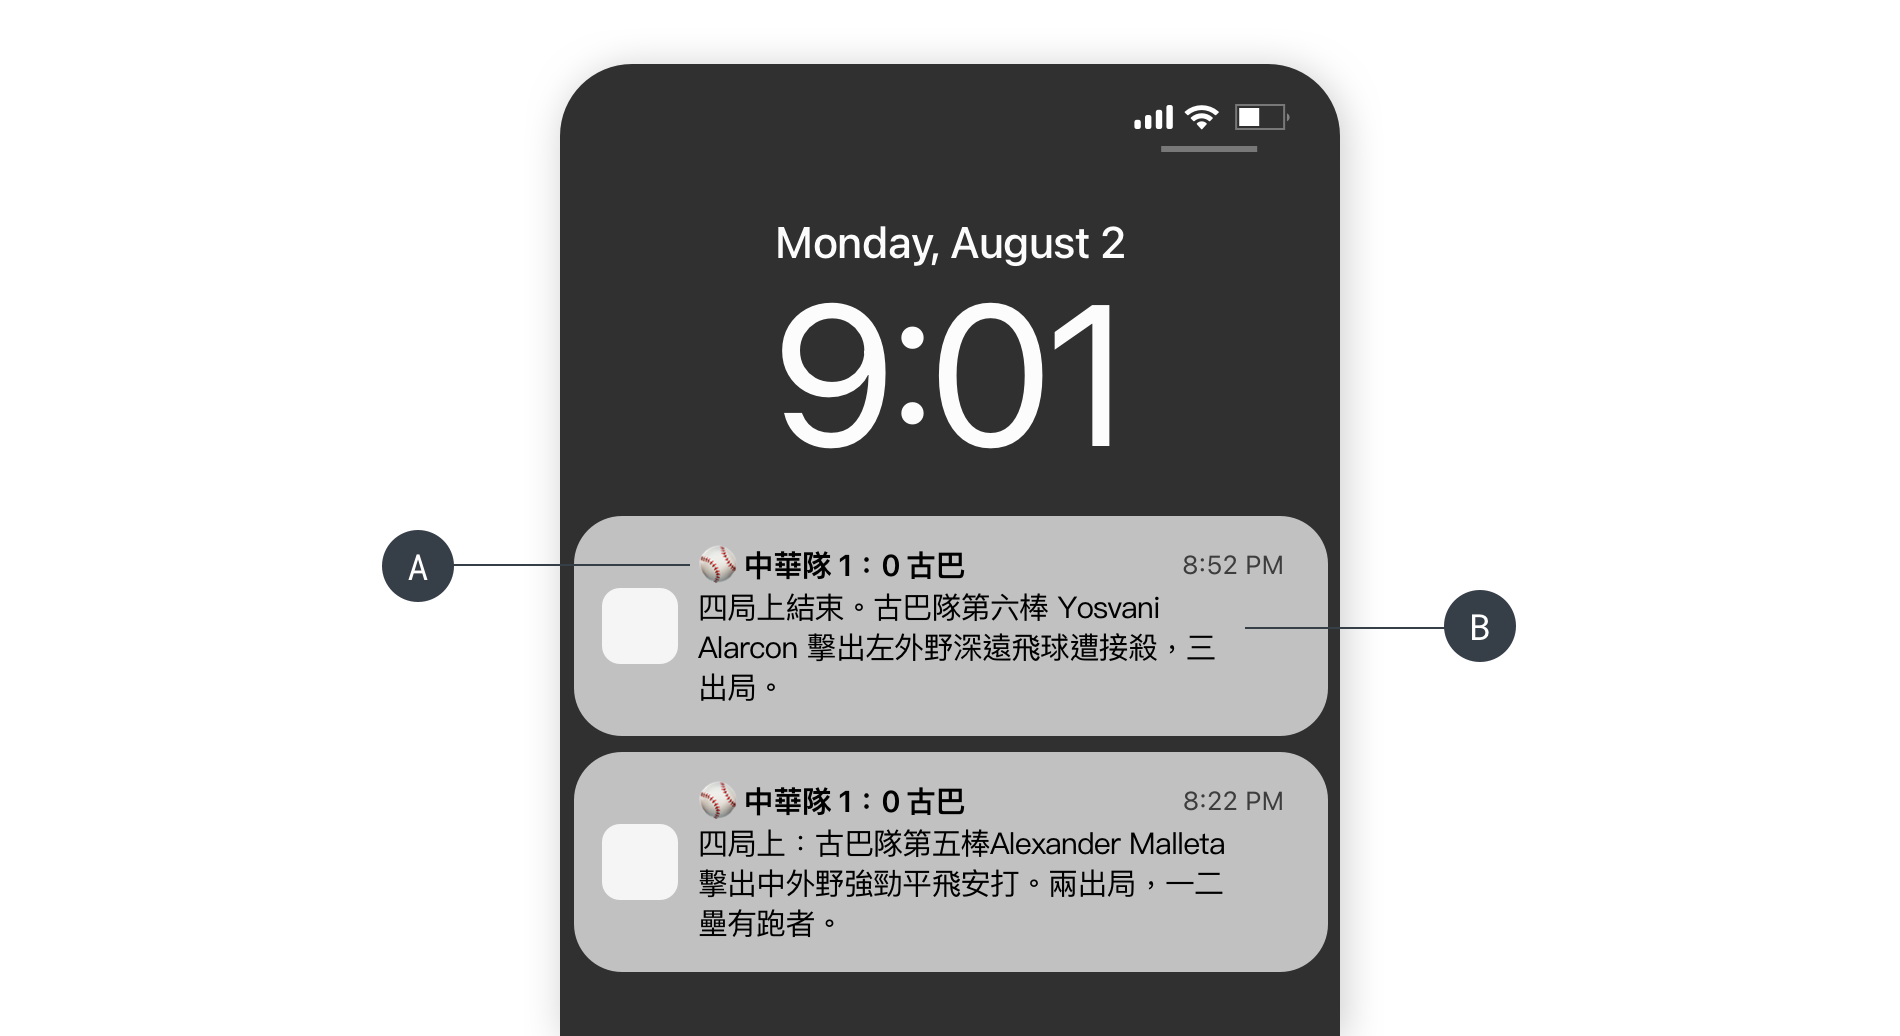 Monday, August 2
9:01
A
⚾ 中華隊 1：0 古巴
8:52 PM
四局上結束。古巴隊第六棒 Yosvani
Alarcon 擊出左外野深遠飛球遭接殺，三
出局。
B
⚾ 中華隊 1：0 古巴
8:22 PM
四局上：古巴隊第五棒Alexander Malleta
擊出中外野強勁平飛安打。兩出局，一二
壘有跑者。